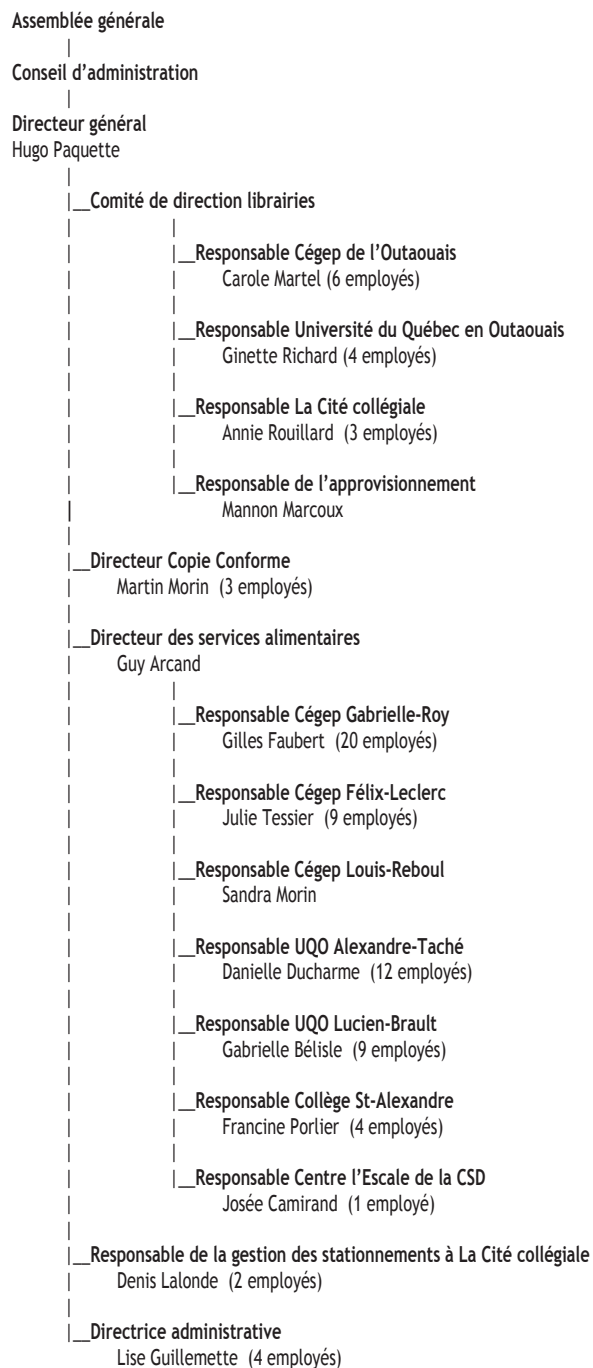 Assemblée générale
Conseil d'administration
Directeur général
Hugo Paquette
Comité de direction librairies
Responsable Cégep de l'Outaouais
Carole Martel (6 employés)
Responsable Université du Québec en Outaouais
Ginette Richard (4 employés)
Responsable La Cité collégiale
Annie Rouillard (3 employés)
Responsable de l'approvisionnement
Mannon Marcoux
Directeur Copie Conforme
Martin Morin (3 employés)
Directeur des services alimentaires
Guy Arcand
Responsable Cégep Gabrielle-Roy
Gilles Faubert (20 employés)
Responsable Cégep Félix-Leclerc
Julie Tessier (9 employés)
Responsable Cégep Louis-Reboul
Sandra Morin
Responsable UQO Alexandre-Taché
Danielle Ducharme (12 employés)
Responsable UQO Lucien-Brault
Gabrielle Bélisle (9 employés)
Responsable Collège St-Alexandre
Francine Porlier (4 employés)
Responsable Centre l'Escale de la CSD
Josée Camirand (1 employé)
Responsable de la gestion des stationnements à La Cité collégiale
Denis Lalonde (2 employés)
Directrice administrative
Lise Guillemette (4 employés)